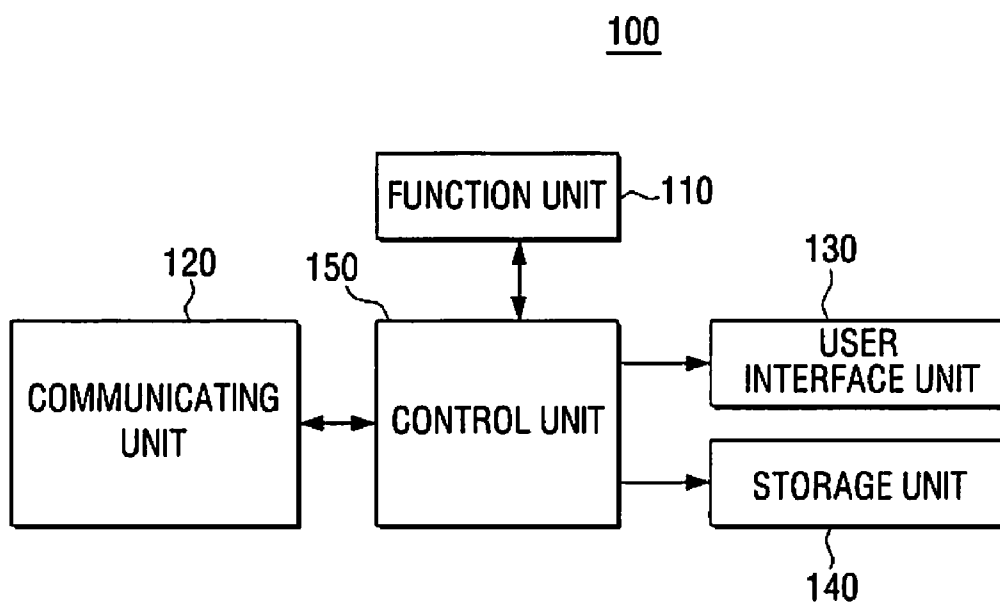 100
FUNCTION UNIT
110
120
150
130
COMMUNICATING
UNIT
CONTROL UNIT
USER
INTERFACE UNIT
STORAGE UNIT
140